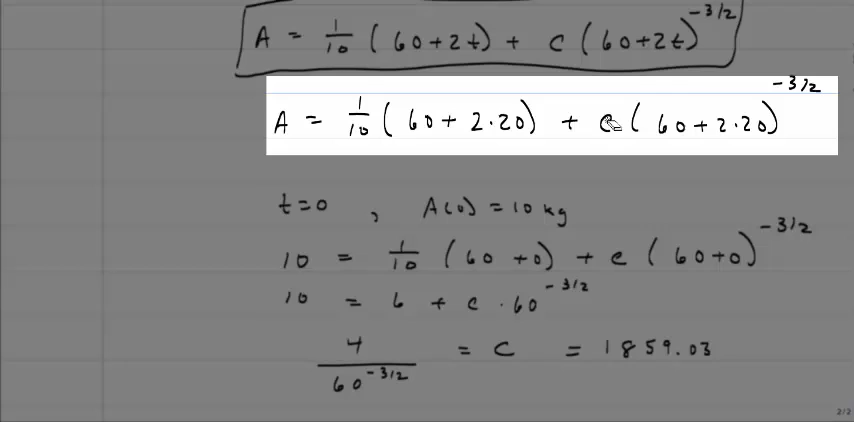 A = 1/10 (60+2t) + c (60+2t)^-3/2
A = 1/10 (60+2·20) + c (60+2·20)^-3/2
t=0 , A(0) = 10 kg
10 = 1/10 (60+0) + c (60+0)^-3/2
10 = 6 + c · 60^-3/2
4/60^-3/2 = C = 1859.03
2/2